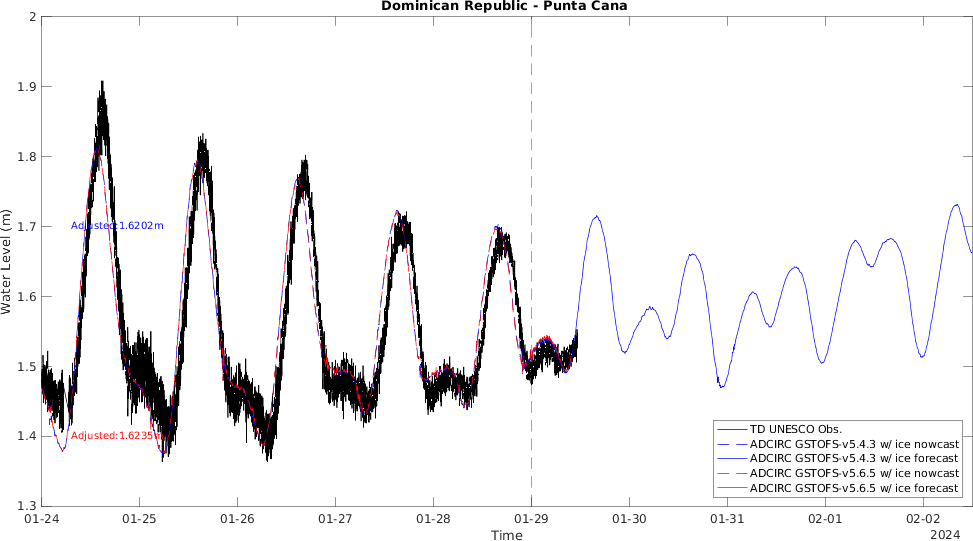 Dominican Republic - Punta Cana
2
1.9
1.8
1.7
1.6
1.5
1.4
1.3
Water Level (m)
Adjusted:1.6202m
Adjusted:1.6235m
TD UNESCO Obs.
ADCIRC GSTOFS-v5.4.3 w/ ice nowcast
ADCIRC GSTOFS-v5.4.3 w/ ice forecast
ADCIRC GSTOFS-v5.6.5 w/ ice nowcast
ADCIRC GSTOFS-v5.6.5 w/ ice forecast
01-24 01-25 01-26 01-27 01-28 01-29 01-30 01-31 02-01 02-02
Time
2024